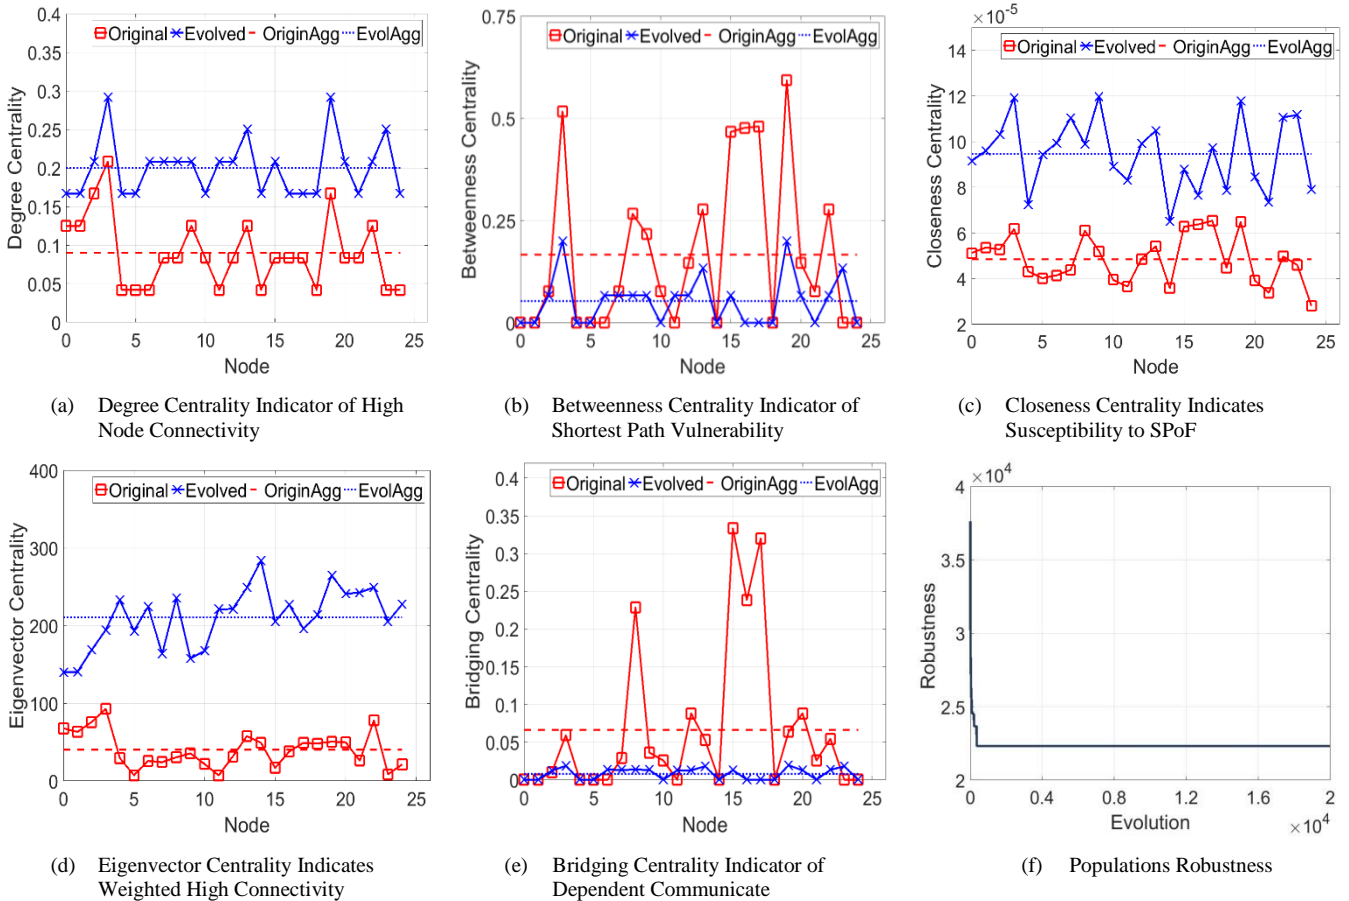 0.4
0.35
0.3
0.25
0.2
0.15
0.1
0.05
0
Degree Centrality
Original Evolved OriginAgg EvolAgg
0 5 10 15 20 25
Node
(a) Degree Centrality Indicator of High
Node Connectivity
0.75
0.5
0.25
0
Betweenness Centrality
Original Evolved OriginAgg EvolAgg
0 5 10 15 20 25
Node
(b) Betweenness Centrality Indicator of
Shortest Path Vulnerability
×10-5
14
12
10
8
6
4
2
Closeness Centrality
Original Evolved OriginAgg EvolAgg
0 5 10 15 20 25
Node
(c) Closeness Centrality Indicates
Susceptibility to SPoF
400
300
200
100
0
Eigenvector Centrality
Original Evolved OriginAgg EvolAgg
0 5 10 15 20 25
Node
(d) Eigenvector Centrality Indicates
Weighted High Connectivity
0.4
0.35
0.3
0.25
0.2
0.15
0.1
0.05
0
Bridging Centrality
Original Evolved OriginAgg EvolAgg
0 5 10 15 20 25
Node
(e) Bridging Centrality Indicator of
Dependent Communicate
×104
4
3.5
3
2.5
2
Robustness
0 0.4 0.8 1.2 1.6 20
Evolution
×104
(f) Populations Robustness